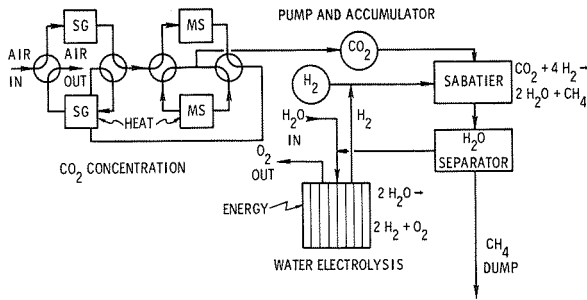 SG
MS
PUMP AND ACCUMULATOR
AIR IN
AIR OUT
CO₂
SABATIER
CO₂ + 4 H₂ →
2 H₂O + CH₄
SG
HEAT
MS
H₂
H₂O IN
H₂
H₂O
SEPARATOR
CO₂ CONCENTRATION
O₂ OUT
ENERGY
2 H₂O →
2 H₂ + O₂
WATER ELECTROLYSIS
CH₄ DUMP